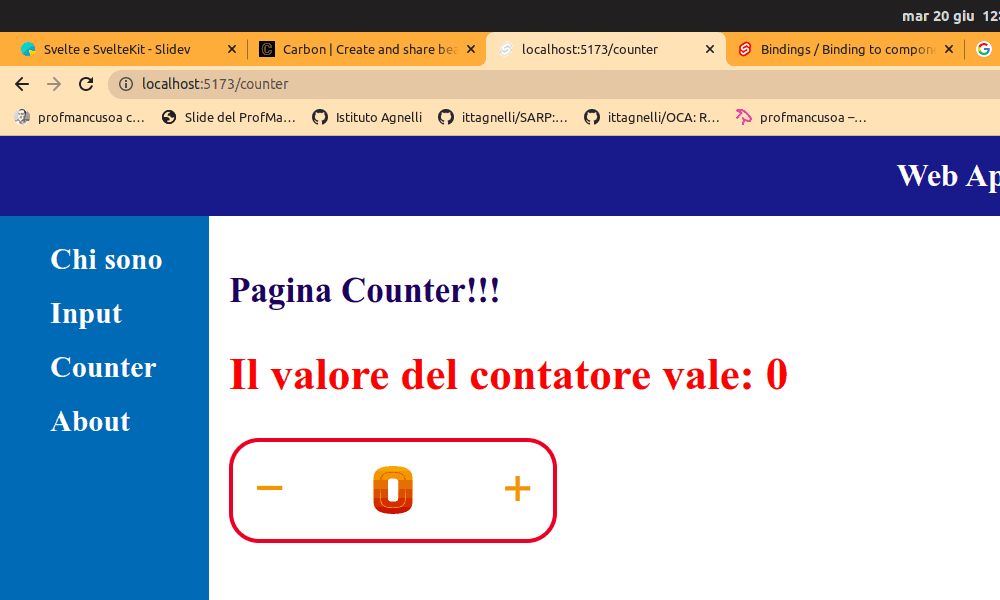 mar 20 giu 12
Svelte e SvelteKit - Slidev
Carbon | Create and share bea
localhost:5173/counter
Bindings / Binding to compon
localhost:5173/counter
profmancusoa c...
Slide del ProfMa...
Istituto Agnelli
ittagnelli/SARP:...
ittagnelli/OCA: R...
profmancusoa –...
Web Ap
Chi sono
Input
Counter
About
Pagina Counter!!!
Il valore del contatore vale: 0
− 0 +